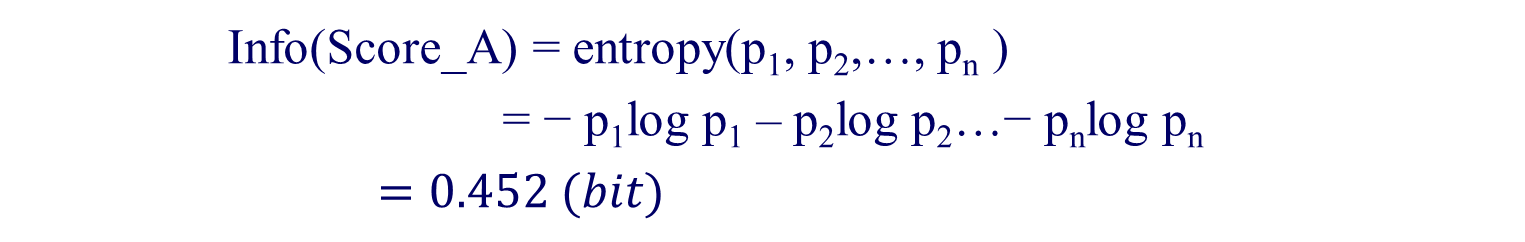 Info(Score_A) = entropy(p₁, p₂,…, pₙ )
= − p₁log p₁ – p₂log p₂…− pₙlog pₙ
= 0.452 (bit)